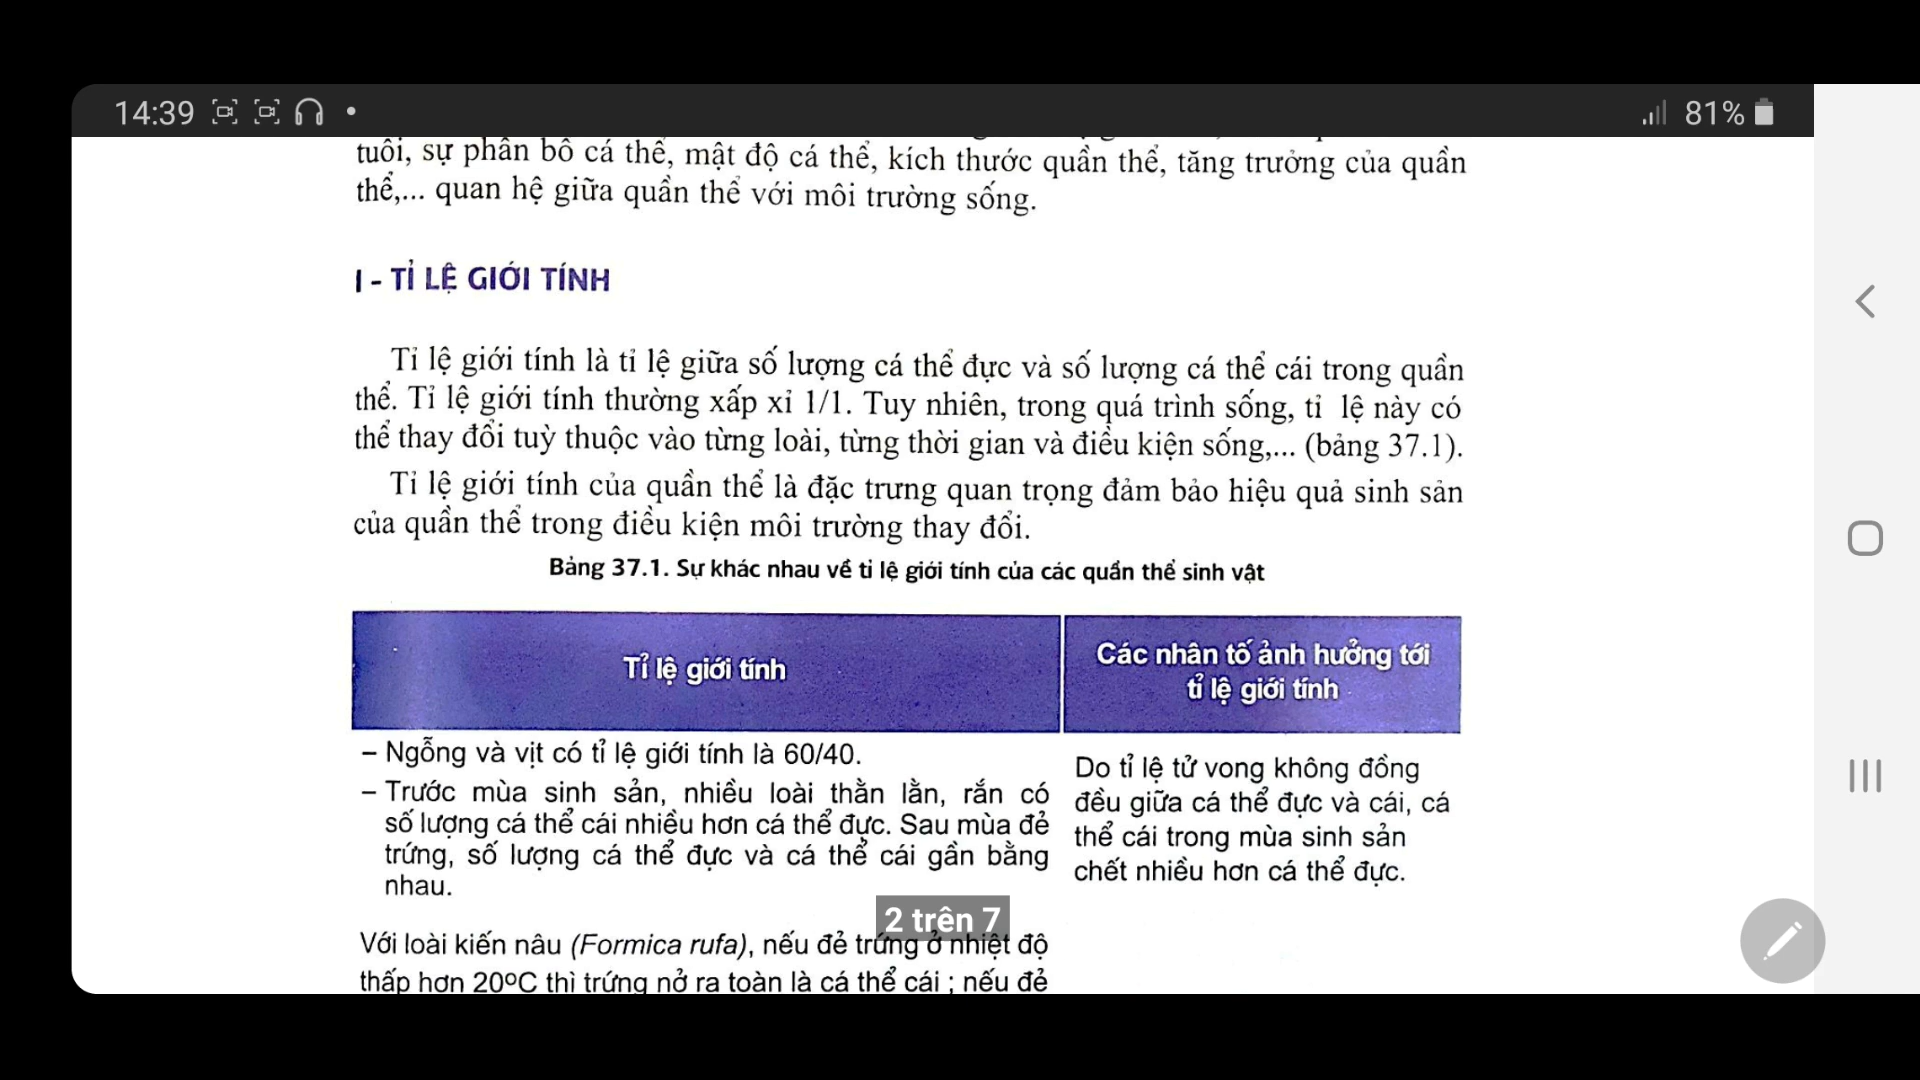 14:39
81%
tuổi, sự phân bố cá thể, mật độ cá thể, kích thước quần thể, tăng trưởng của quần
thể,... quan hệ giữa quần thể với môi trường sống.
I - TỈ LỆ GIỚI TÍNH
Tỉ lệ giới tính là tỉ lệ giữa số lượng cá thể đực và số lượng cá thể cái trong quần
thể. Tỉ lệ giới tính thường xấp xỉ 1/1. Tuy nhiên, trong quá trình sống, tỉ lệ này có
thể thay đổi tuỳ thuộc vào từng loài, từng thời gian và điều kiện sống,... (bảng 37.1).
Tỉ lệ giới tính của quần thể là đặc trưng quan trọng đảm bảo hiệu quả sinh sản
của quần thể trong điều kiện môi trường thay đổi.
Bảng 37.1. Sự khác nhau về tỉ lệ giới tính của các quần thể sinh vật
Tỉ lệ giới tính
Các nhân tố ảnh hưởng tới
tỉ lệ giới tính
– Ngỗng và vịt có tỉ lệ giới tính là 60/40.
– Trước mùa sinh sản, nhiều loài thằn lằn, rắn có
số lượng cá thể cái nhiều hơn cá thể đực. Sau mùa đẻ
trứng, số lượng cá thể đực và cá thể cái gần bằng
nhau.
Do tỉ lệ tử vong không đồng
đều giữa cá thể đực và cái, cá
thể cái trong mùa sinh sản
chết nhiều hơn cá thể đực.
2 trên 7
Với loài kiến nâu (Formica rufa), nếu đẻ trứng ở nhiệt độ
thấp hơn 20ºC thì trứng nở ra toàn là cá thể cái ; nếu đẻ